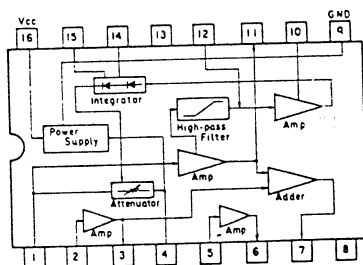 Vcc
GND
16 15 14 13 12 11 10 9
Integrator
Power
Supply
High-pass
Filter
Amp
Amp
Adder
Attenuator
Amp
Amp
1 2 3 4 5 6 7 8